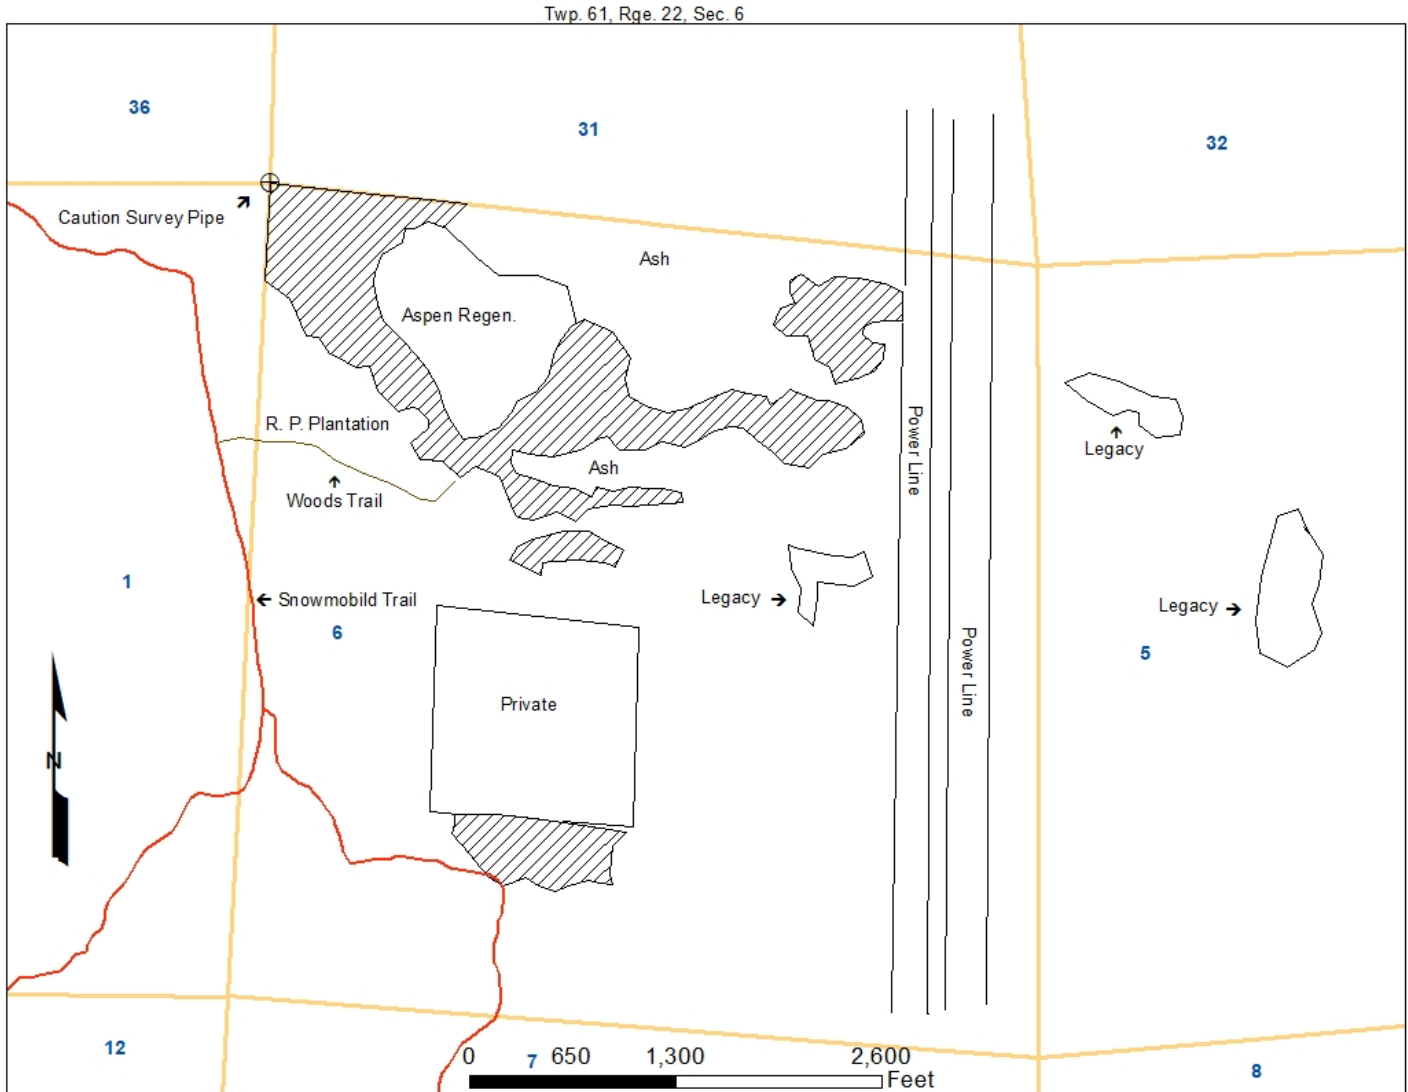 Twp. 61, Rge. 22, Sec. 6
36
31
32
Caution Survey Pipe
Ash
Aspen Regen.
R. P. Plantation
Power Line
Legacy
Ash
Woods Trail
1
Snowmobild Trail
Legacy
Legacy
6
5
Power Line
Private
N
12
7
0 650 1,300 2,600
Feet
8